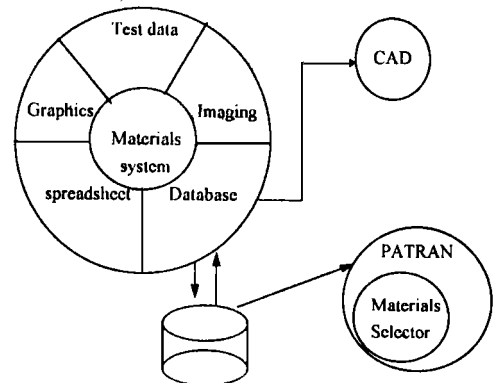 Test data
CAD
Graphics
Imaging
Materials
system
spreadsheet
Database
PATRAN
Materials
Selector